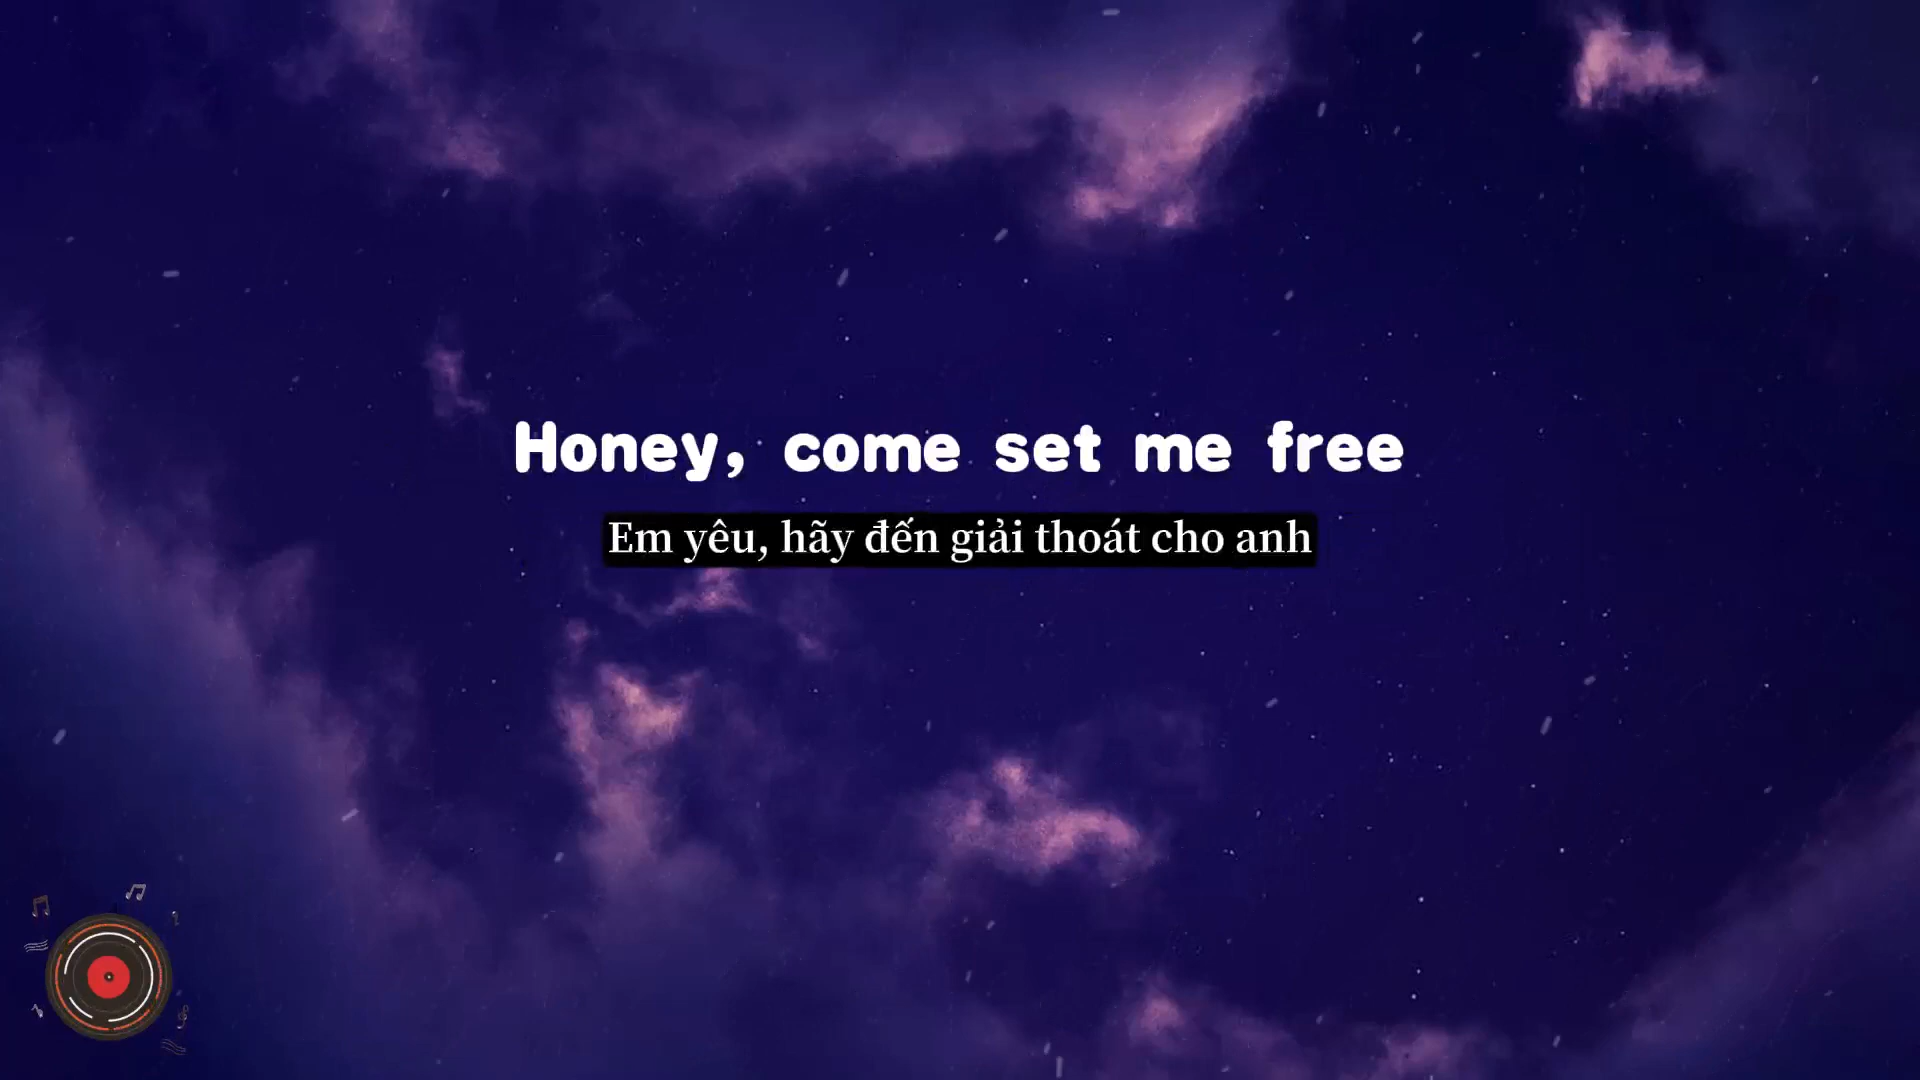 Honey, come set me free
Em yêu, hãy đến giải thoát cho anh